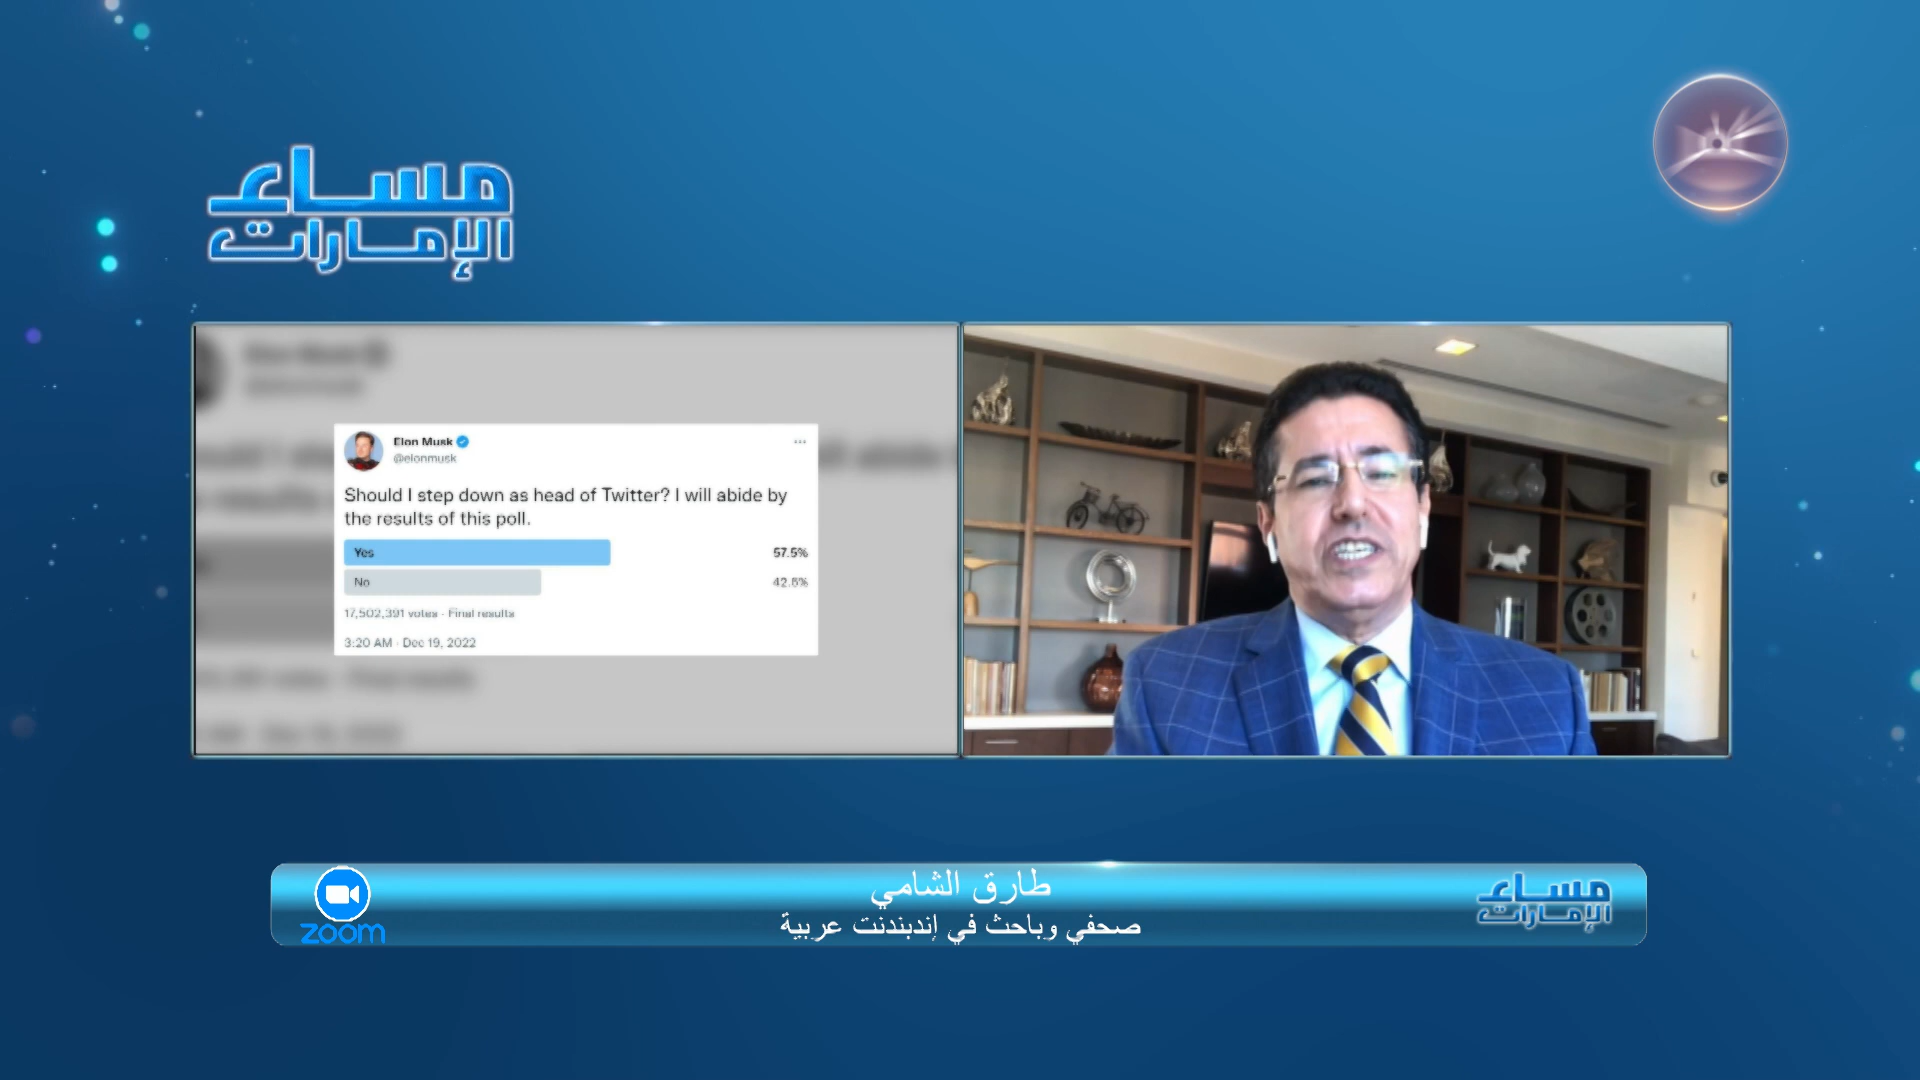 مساء
الإمارات
Elon Musk
@elonmusk
Should I step down as head of Twitter? I will abide by
the results of this poll.
Yes 57.5%
No 42.5%
17,502,391 votes · Final results
3:20 AM · Dec 19, 2022
طارق الشامي
صحفي وباحث في إندبندنت عربية
zoom
مساء
الإمارات